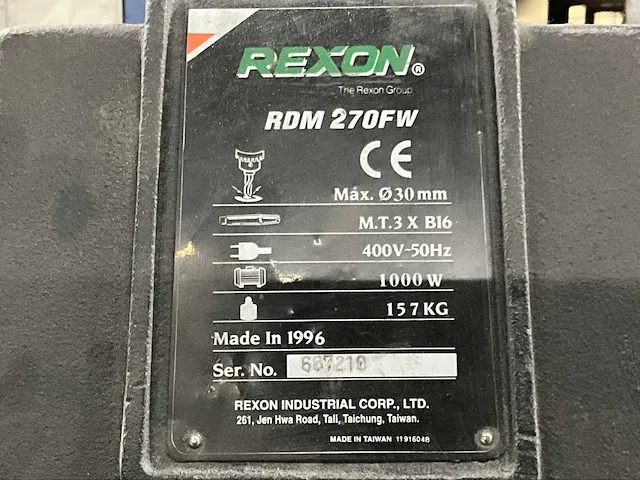 REXON®
The Rexon Group
RDM 270FW
CE
Máx. Ø30 mm
M.T.3 X B16
400V~50Hz
1000 W
157 KG
Made In 1996
Ser. No. 687210
REXON INDUSTRIAL CORP., LTD.
261, Jen Hwa Road, Tali, Taichung, Taiwan.
MADE IN TAIWAN 11916048